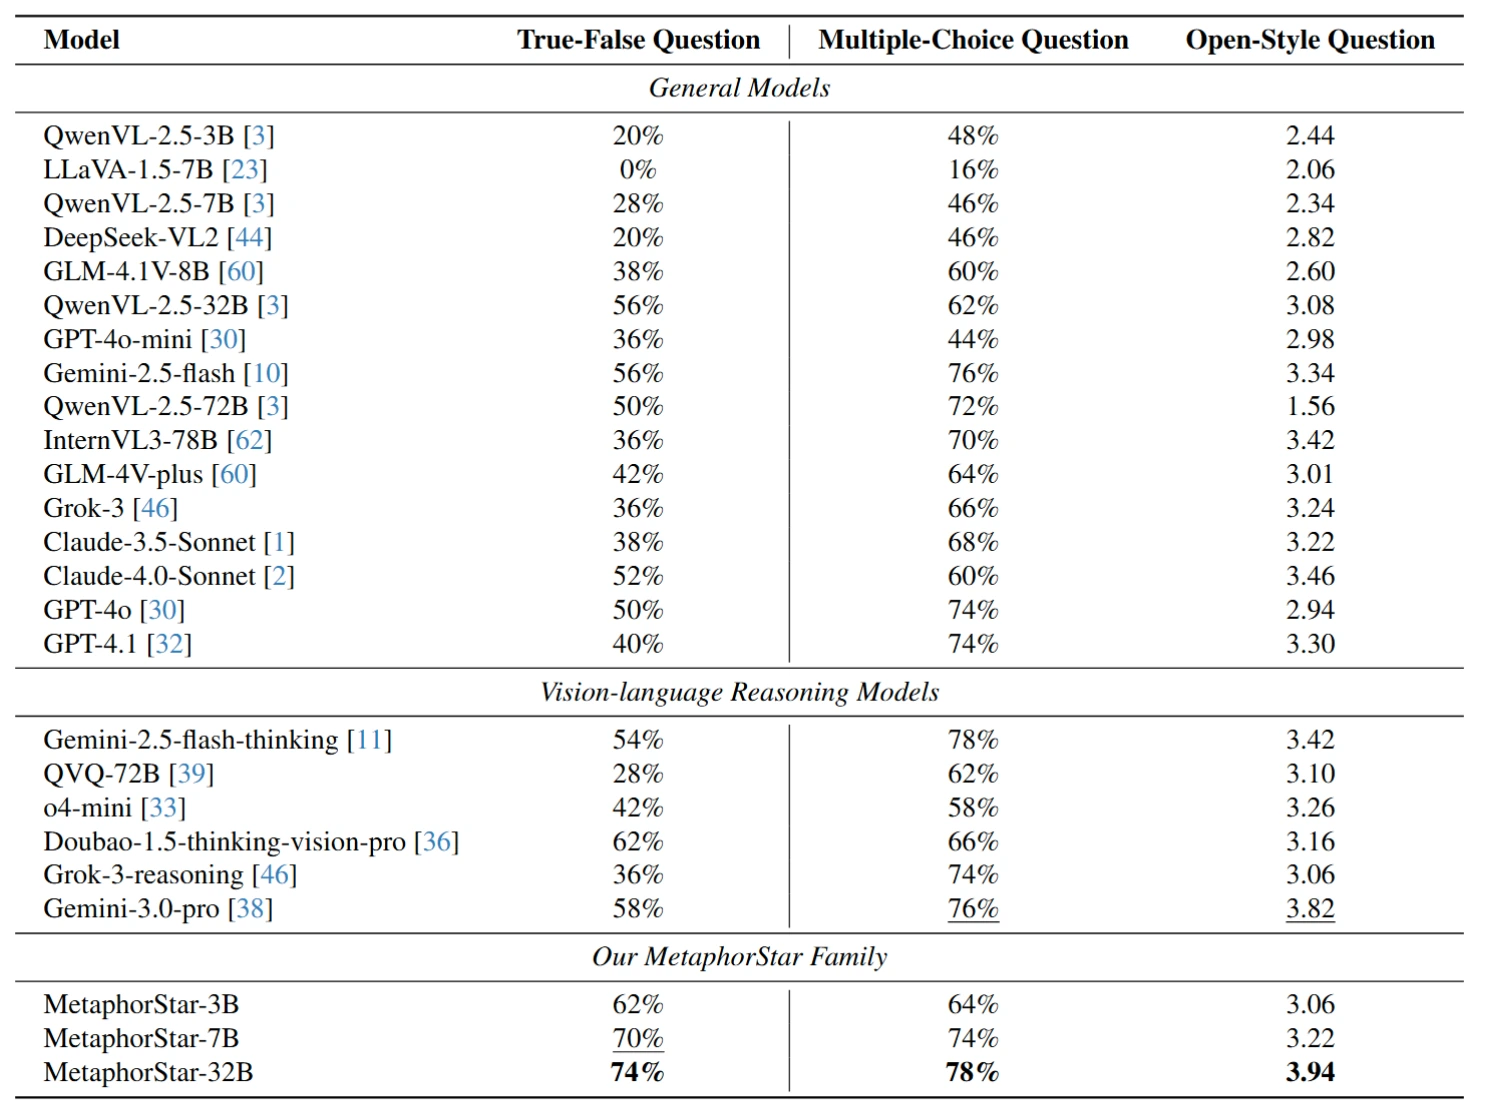 Model True-False Question Multiple-Choice Question Open-Style Question
General Models
QwenVL-2.5-3B [3] 20% 48% 2.44
LLaVA-1.5-7B [23] 0% 16% 2.06
QwenVL-2.5-7B [3] 28% 46% 2.34
DeepSeek-VL2 [44] 20% 46% 2.82
GLM-4.1V-8B [60] 38% 60% 2.60
QwenVL-2.5-32B [3] 56% 62% 3.08
GPT-4o-mini [30] 36% 44% 2.98
Gemini-2.5-flash [10] 56% 76% 3.34
QwenVL-2.5-72B [3] 50% 72% 1.56
InternVL3-78B [62] 36% 70% 3.42
GLM-4V-plus [60] 42% 64% 3.01
Grok-3 [46] 36% 66% 3.24
Claude-3.5-Sonnet [1] 38% 68% 3.22
Claude-4.0-Sonnet [2] 52% 60% 3.46
GPT-4o [30] 50% 74% 2.94
GPT-4.1 [32] 40% 74% 3.30
Vision-language Reasoning Models
Gemini-2.5-flash-thinking [11] 54% 78% 3.42
QVQ-72B [39] 28% 62% 3.10
o4-mini [33] 42% 58% 3.26
Doubao-1.5-thinking-vision-pro [36] 62% 66% 3.16
Grok-3-reasoning [46] 36% 74% 3.06
Gemini-3.0-pro [38] 58% 76% 3.82
Our MetaphorStar Family
MetaphorStar-3B 62% 64% 3.06
MetaphorStar-7B 70% 74% 3.22
MetaphorStar-32B 74% 78% 3.94